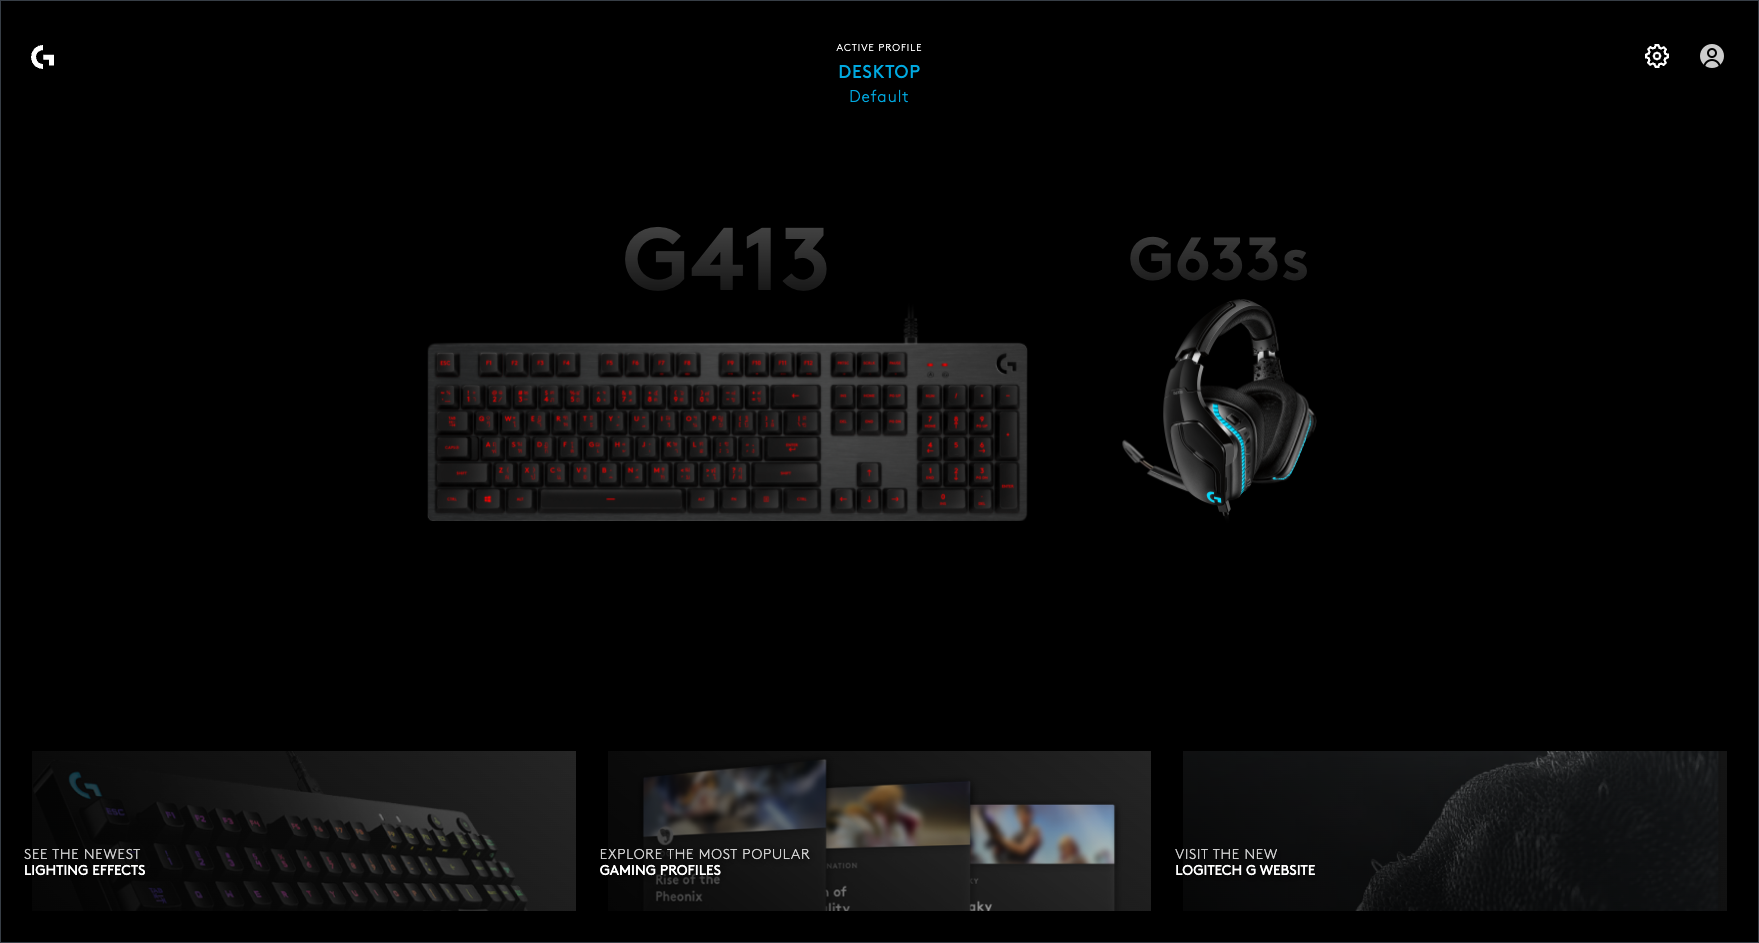 ACTIVE PROFILE
DESKTOP
Default
G413
G633s
SEE THE NEWEST
LIGHTING EFFECTS
EXPLORE THE MOST POPULAR
GAMING PROFILES
Rise of the
Pheonix
VISIT THE NEW
LOGITECH G WEBSITE